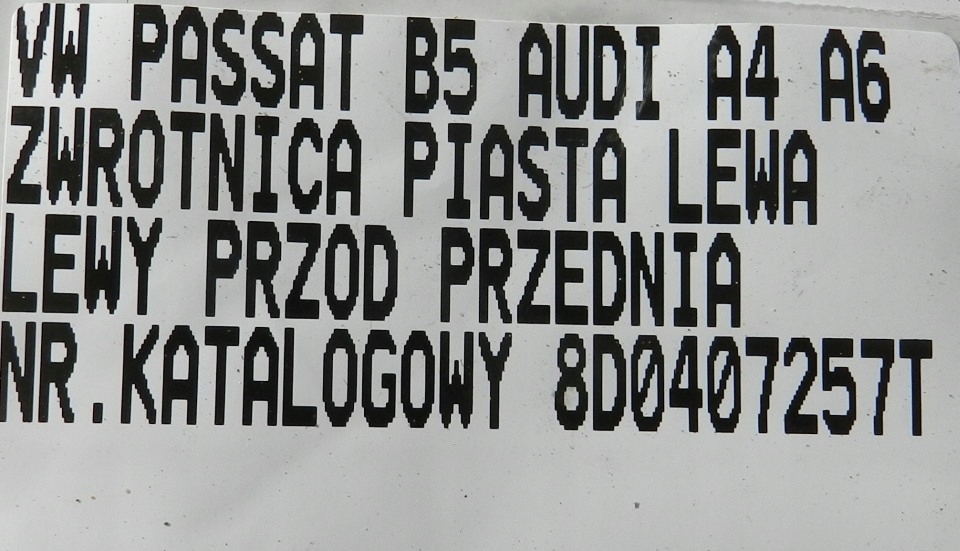 VW PASSAT B5 AUDI A4 A6
ZWROTNICA PIASTA LEWA
LEWY PRZOD PRZEDNIA
NR.KATALOGOWY 8D0407257T